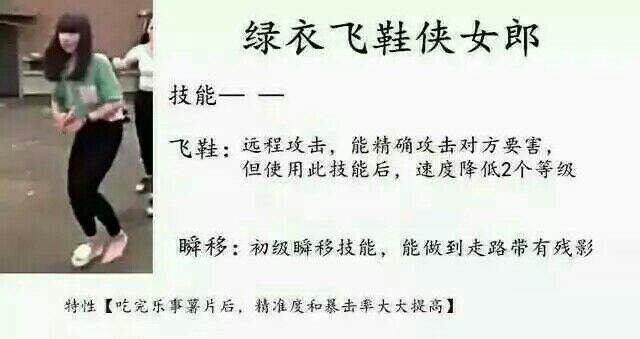 绿衣飞鞋侠女郎
技能— —
飞鞋：远程攻击，能精确攻击对方要害，
但使用此技能后，速度降低2个等级
瞬移：初级瞬移技能，能做到走路带有残影
特性【吃完乐事薯片后，精准度和暴击率大大提高】